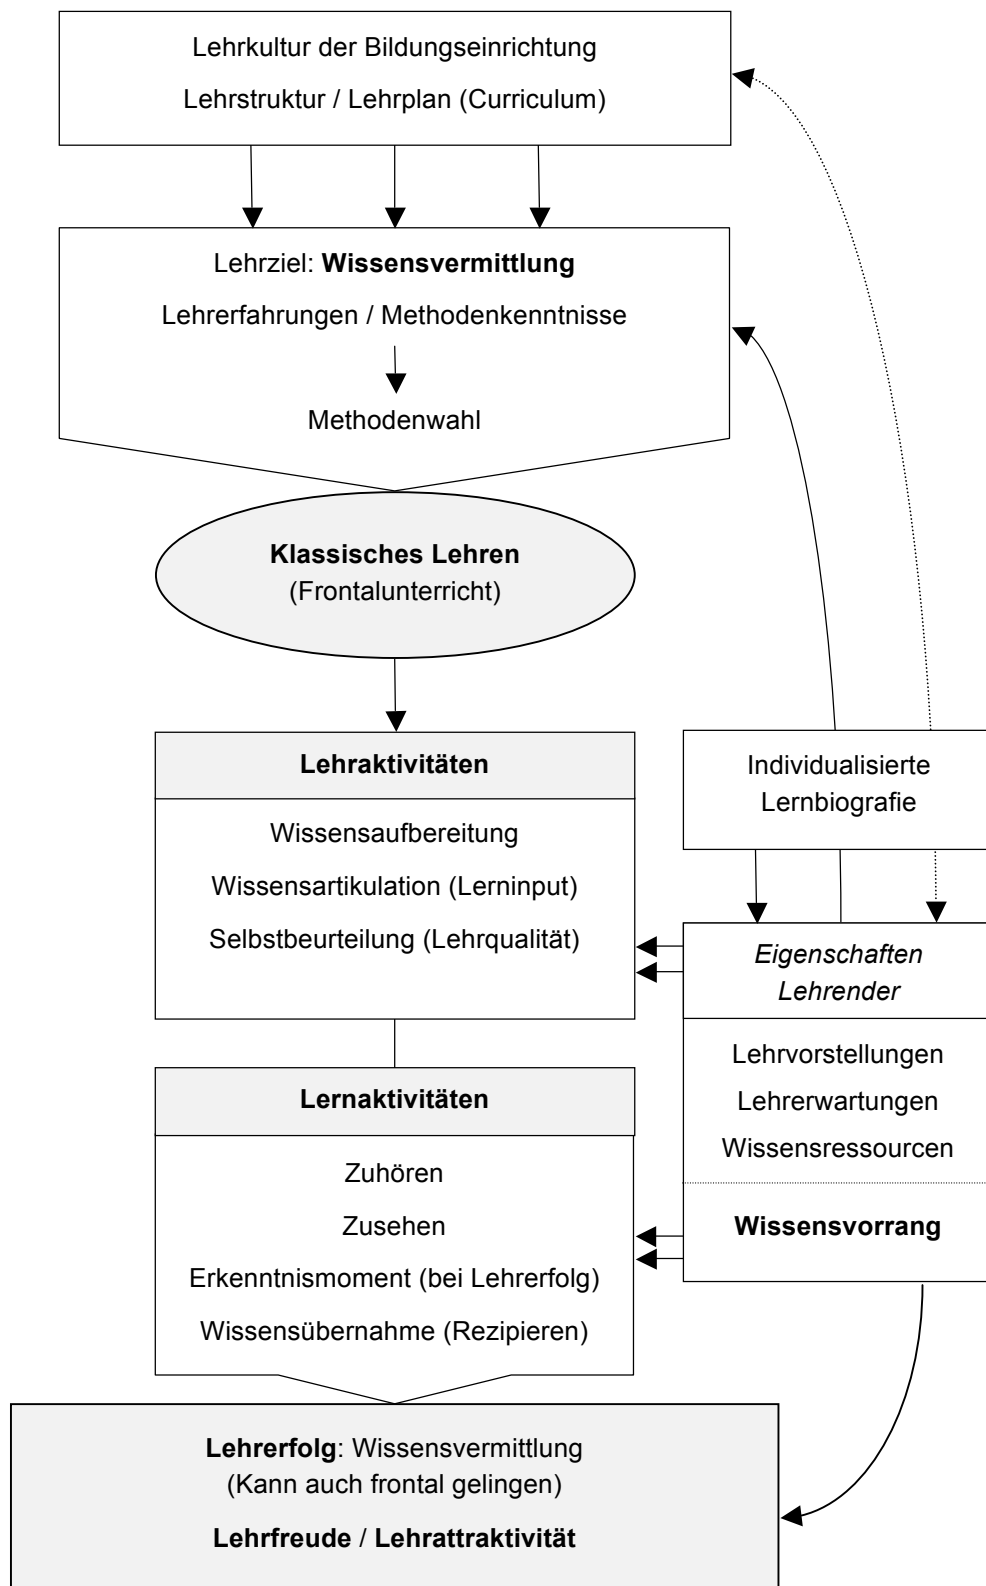 Lehrkultur der Bildungseinrichtung
Lehrstruktur / Lehrplan (Curriculum)
Lehrziel: Wissensvermittlung
Lehrerfahrungen / Methodenkenntnisse
Methodenwahl
Klassisches Lehren
(Frontalunterricht)
Lehraktivitäten
Wissensaufbereitung
Wissensartikulation (Lerninput)
Selbstbeurteilung (Lehrqualität)
Individualisierte
Lernbiografie
Eigenschaften
Lehrender
Lehrvorstellungen
Lehrerwartungen
Wissensressourcen
Wissensvorrang
Lernaktivitäten
Zuhören
Zusehen
Erkenntnismoment (bei Lehrerfolg)
Wissensübernahme (Rezipieren)
Lehrerfolg: Wissensvermittlung
(Kann auch frontal gelingen)
Lehrfreude / Lehrattraktivität